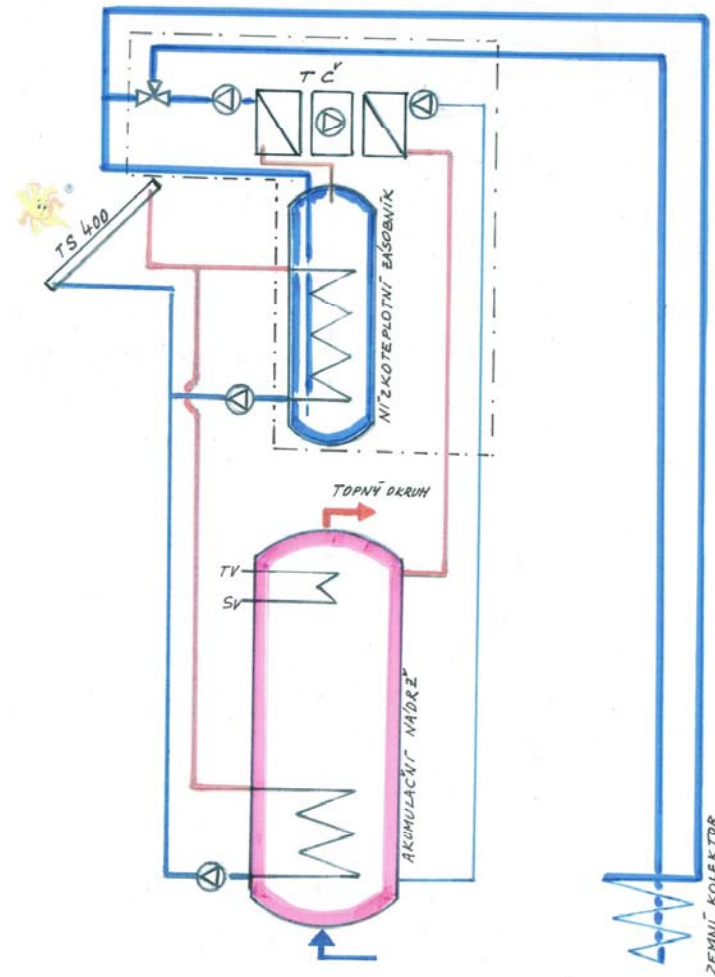 TČ
®
TS 400
NÍZKOTEPLOTNÍ ZÁSOBNÍK
TOPNÝ OKRUH
TV
SV
AKUMULAČNÍ NÁDRŽ
ZEMNÍ KOLEKTOR